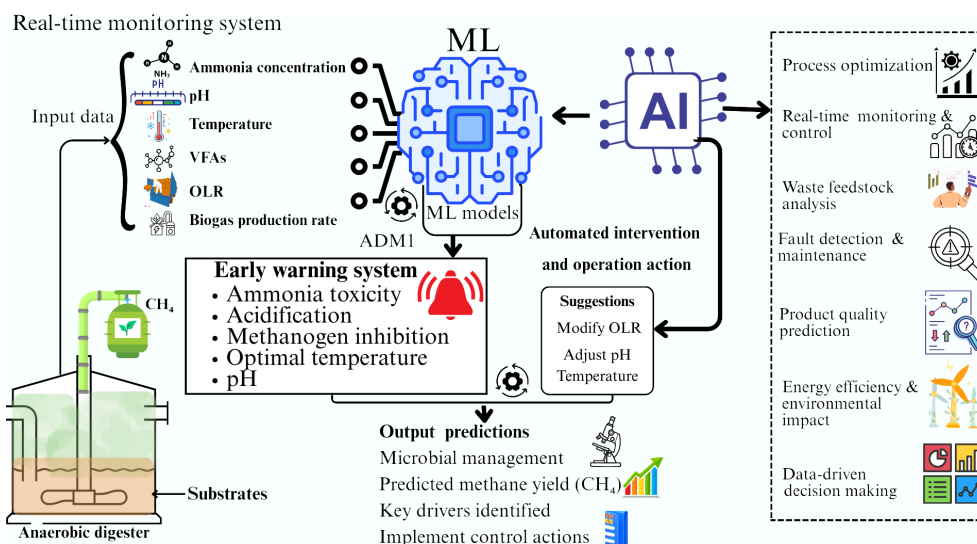 Real-time monitoring system
Input data
NH₃
Ammonia concentration
PH
pH
Temperature
VFAs
OLR
Biogas production rate
ML
ML models
ADM1
AI
Early warning system
• Ammonia toxicity
• Acidification
• Methanogen inhibition
• Optimal temperature
• pH
Automated intervention
and operation action
Suggestions
Modify OLR
Adjust pH
Temperature
Output predictions
Microbial management
Predicted methane yield (CH₄)
Key drivers identified
Implement control actions
CH₄
Substrates
Anaerobic digester
Process optimization
Real-time monitoring &
control
Waste feedstock
analysis
Fault detection &
maintenance
Product quality
prediction
Energy efficiency &
environmental
impact
Data-driven
decision making